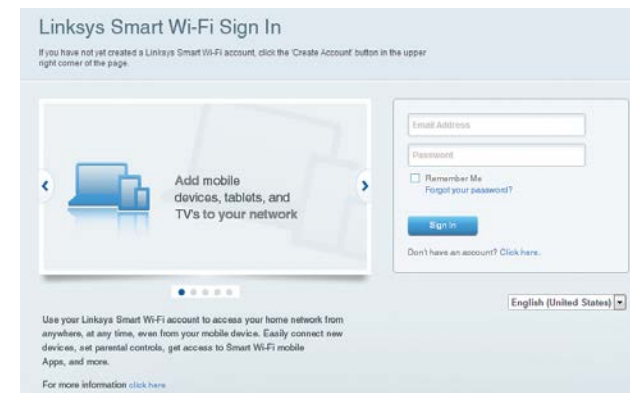 Linksys Smart Wi-Fi Sign In
If you have not yet created a Linksys Smart Wi-Fi account, click the 'Create Account' button in the upper
right corner of the page.
Add mobile
devices, tablets, and
TV's to your network
Email Address
Password
Remember Me
Forgot your password?
Sign In
Don't have an account? Click here.
English (United States)
Use your Linksys Smart Wi-Fi account to access your home network from
anywhere, at any time, even from your mobile device. Easily connect new
devices, set parental controls, get access to Smart Wi-Fi mobile
Apps, and more.
For more information click here